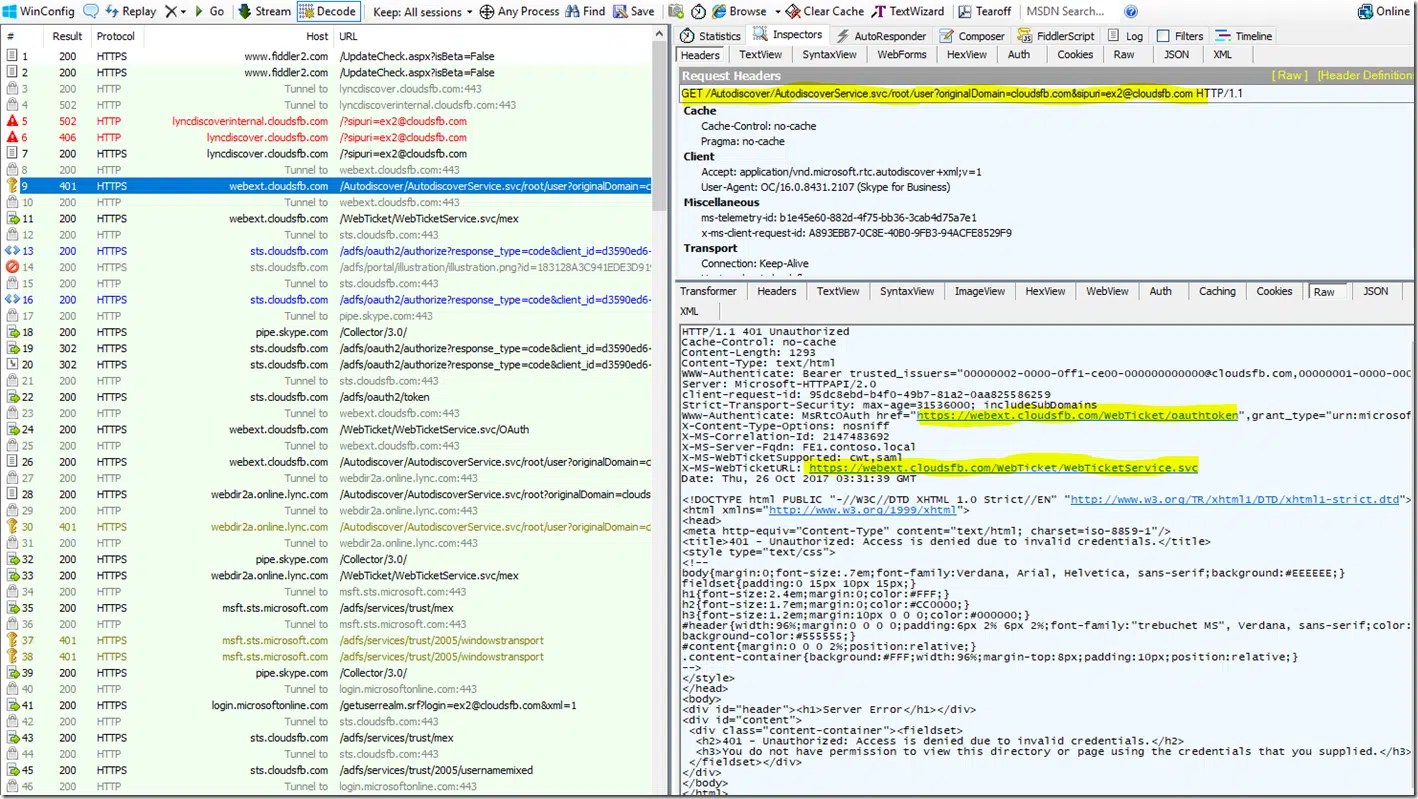 WinConfig Replay Go Stream Decode Keep: All sessions Any Process Find Save Browse Clear Cache TextWizard Tearoff MSDN Search... Online
# Result Protocol Host URL
1 200 HTTPS www.fiddler2.com /UpdateCheck.aspx?isBeta=False
2 200 HTTPS www.fiddler2.com /UpdateCheck.aspx?isBeta=False
3 200 HTTP Tunnel to lyncdiscover.cloudsfb.com:443
4 502 HTTP Tunnel to lyncdiscoverinternal.cloudsfb.com:443
5 502 HTTP lyncdiscoverinternal.cloudsfb.com /?sipuri=ex2@cloudsfb.com
6 406 HTTP lyncdiscover.cloudsfb.com /?sipuri=ex2@cloudsfb.com
7 200 HTTPS lyncdiscover.cloudsfb.com /?sipuri=ex2@cloudsfb.com
8 200 HTTP Tunnel to webext.cloudsfb.com:443
9 401 HTTPS webext.cloudsfb.com /Autodiscover/AutodiscoverService.svc/root/user?originalDomain=c
10 200 HTTP Tunnel to webext.cloudsfb.com:443
11 200 HTTPS webext.cloudsfb.com /WebTicket/WebTicketService.svc/mex
12 200 HTTP Tunnel to sts.cloudsfb.com:443
13 200 HTTPS sts.cloudsfb.com /adfs/oauth2/authorize?response_type=code&client_id=d3590ed6-
14 200 HTTPS sts.cloudsfb.com /adfs/portal/illustration/illustration.png?id=183128A3C941EDE3D919
15 200 HTTP Tunnel to sts.cloudsfb.com:443
16 200 HTTPS sts.cloudsfb.com /adfs/oauth2/authorize?response_type=code&client_id=d3590ed6-
17 200 HTTP Tunnel to pipe.skype.com:443
18 200 HTTPS pipe.skype.com /Collector/3.0/
19 302 HTTPS sts.cloudsfb.com /adfs/oauth2/authorize?response_type=code&client_id=d3590ed6-
20 302 HTTPS sts.cloudsfb.com /adfs/oauth2/authorize?response_type=code&client_id=d3590ed6-
21 200 HTTP Tunnel to sts.cloudsfb.com:443
22 200 HTTPS sts.cloudsfb.com /adfs/oauth2/token
23 200 HTTP Tunnel to webext.cloudsfb.com:443
24 200 HTTPS webext.cloudsfb.com /WebTicket/WebTicketService.svc/OAuth
25 200 HTTP Tunnel to webext.cloudsfb.com:443
26 200 HTTPS webext.cloudsfb.com /Autodiscover/AutodiscoverService.svc/root/user?originalDomain=c
27 200 HTTP Tunnel to webdir2a.online.lync.com:443
28 200 HTTPS webdir2a.online.lync.com /Autodiscover/AutodiscoverService.svc/root?originalDomain=clouds
29 200 HTTP Tunnel to webdir2a.online.lync.com:443
30 401 HTTPS webdir2a.online.lync.com /Autodiscover/AutodiscoverService.svc/root/user?originalDomain=c
31 200 HTTP Tunnel to webdir2a.online.lync.com:443
32 200 HTTPS pipe.skype.com /Collector/3.0/
33 200 HTTPS webdir2a.online.lync.com /WebTicket/WebTicketService.svc/mex
34 200 HTTP Tunnel to msft.sts.microsoft.com:443
35 200 HTTPS msft.sts.microsoft.com /adfs/services/trust/mex
36 200 HTTP Tunnel to msft.sts.microsoft.com:443
37 401 HTTPS msft.sts.microsoft.com /adfs/services/trust/2005/windowstransport
38 401 HTTPS msft.sts.microsoft.com /adfs/services/trust/2005/windowstransport
39 200 HTTPS pipe.skype.com /Collector/3.0/
40 200 HTTP Tunnel to login.microsoftonline.com:443
41 200 HTTPS login.microsoftonline.com /getuserrealm.srf?login=ex2@cloudsfb.com&xml=1
42 200 HTTP Tunnel to sts.cloudsfb.com:443
43 200 HTTPS sts.cloudsfb.com /adfs/services/trust/mex
44 200 HTTP Tunnel to sts.cloudsfb.com:443
45 200 HTTPS sts.cloudsfb.com /adfs/services/trust/2005/usernamemixed
46 200 HTTP Tunnel to login.microsoftonline.com:443
Statistics Inspectors AutoResponder Composer FiddlerScript Log Filters Timeline
Headers TextView SyntaxView WebForms HexView Auth Cookies Raw JSON XML
Request Headers [ Raw ] [Header Definition
GET /Autodiscover/AutodiscoverService.svc/root/user?originalDomain=cloudsfb.com&sipuri=ex2@cloudsfb.com HTTP/1.1
Cache
Cache-Control: no-cache
Pragma: no-cache
Client
Accept: application/vnd.microsoft.rtc.autodiscover+xml;v=1
User-Agent: OC/16.0.8431.2107 (Skype for Business)
Miscellaneous
ms-telemetry-id: b1e45e60-882d-4f75-bb36-3cab4d75a7e1
x-ms-client-request-id: A893EBB7-0C8E-40B0-9FB3-94ACFE8529F9
Transport
Connection: Keep-Alive
Transformer Headers TextView SyntaxView ImageView HexView WebView Auth Caching Cookies Raw JSON
XML
HTTP/1.1 401 Unauthorized
Cache-Control: no-cache
Content-Length: 1293
Content-Type: text/html
WWW-Authenticate: Bearer trusted_issuers="00000002-0000-0ff1-ce00-000000000000@cloudsfb.com,00000001-0000-000
Server: Microsoft-HTTPAPI/2.0
client-request-id: 95dc8ebd-b4f0-49b7-81a2-0aa825586259
Strict-Transport-Security: max-age=31536000; includeSubDomains
Www-Authenticate: MsRtcOAuth href="https://webext.cloudsfb.com/WebTicket/oauthtoken",grant_type="urn:microsof
X-Content-Type-Options: nosniff
X-MS-Correlation-Id: 2147483692
X-MS-Server-Fqdn: FE1.contoso.local
X-MS-WebTicketSupported: cwt,saml
X-MS-WebTicketURL: https://webext.cloudsfb.com/WebTicket/WebTicketService.svc
Date: Thu, 26 Oct 2017 03:31:39 GMT
<!DOCTYPE html PUBLIC "-//W3C//DTD XHTML 1.0 Strict//EN" "http://www.w3.org/TR/xhtml1/DTD/xhtml1-strict.dtd">
<html xmlns="http://www.w3.org/1999/xhtml">
<head>
<meta http-equiv="Content-Type" content="text/html; charset=iso-8859-1"/>
<title>401 - Unauthorized: Access is denied due to invalid credentials.</title>
<style type="text/css">
<!--
body{margin:0;font-size:.7em;font-family:Verdana, Arial, Helvetica, sans-serif;background:#EEEEEE;}
fieldset{padding:0 15px 10px 15px;}
h1{font-size:2.4em;margin:0;color:#FFF;}
h2{font-size:1.7em;margin:0;color:#CC0000;}
h3{font-size:1.2em;margin:10px 0 0 0;color:#000000;}
#header{width:96%;margin:0 0 0 0;padding:6px 2% 6px 2%;font-family:"trebuchet MS", Verdana, sans-serif;color:
background-color:#555555;}
#content{margin:0 0 0 2%;position:relative;}
.content-container{background:#FFF;width:96%;margin-top:8px;padding:10px;position:relative;}
-->
</style>
</head>
<body>
<div id="header"><h1>Server Error</h1></div>
<div id="content">
<div class="content-container"><fieldset>
<h2>401 - Unauthorized: Access is denied due to invalid credentials.</h2>
<h3>You do not have permission to view this directory or page using the credentials that you supplied.</h3>
</fieldset></div>
</div>
</body>
</html>